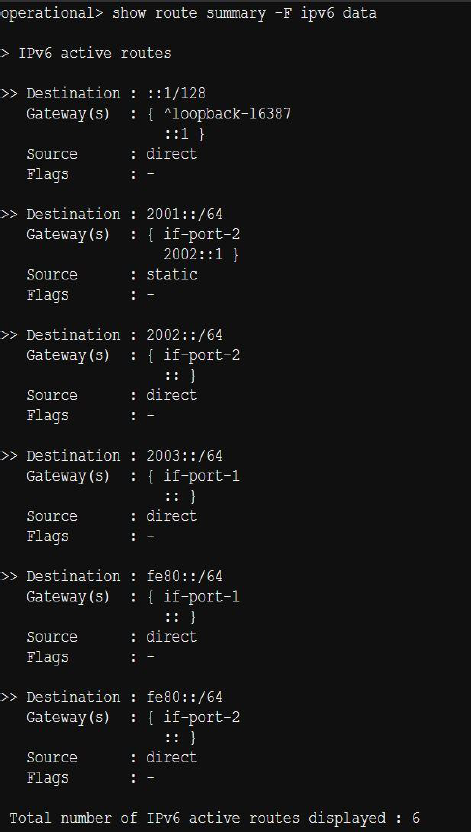 operational> show route summary -F ipv6 data
> IPv6 active routes
>> Destination : ::1/128
Gateway(s) : { ^loopback-16387
::1 }
Source : direct
Flags : -
>> Destination : 2001::/64
Gateway(s) : { if-port-2
2002::1 }
Source : static
Flags : -
>> Destination : 2002::/64
Gateway(s) : { if-port-2
:: }
Source : direct
Flags : -
>> Destination : 2003::/64
Gateway(s) : { if-port-1
:: }
Source : direct
Flags : -
>> Destination : fe80::/64
Gateway(s) : { if-port-1
:: }
Source : direct
Flags : -
>> Destination : fe80::/64
Gateway(s) : { if-port-2
:: }
Source : direct
Flags : -
Total number of IPv6 active routes displayed : 6